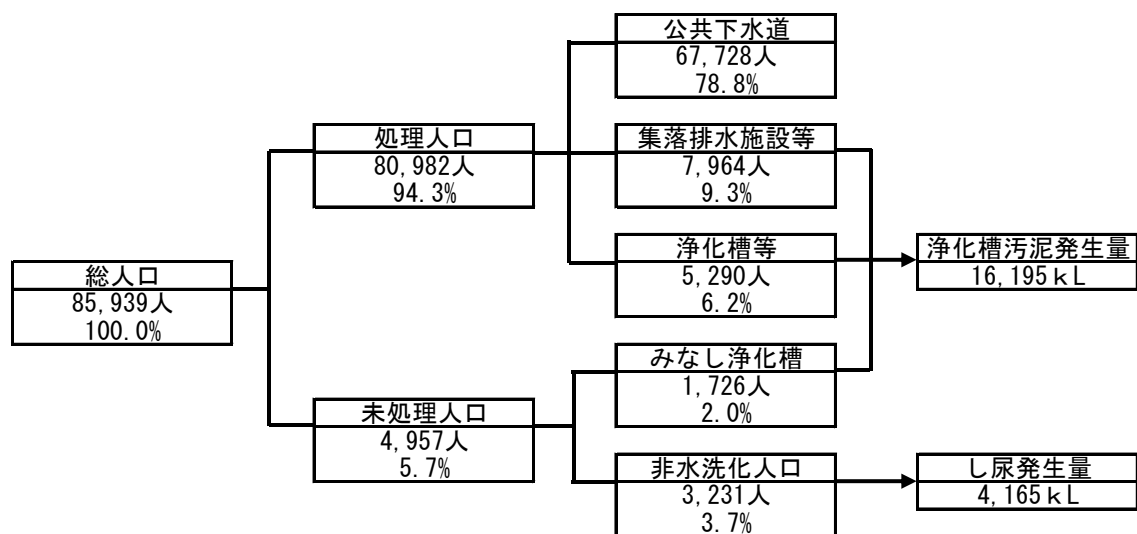 公共下水道
67,728人
78.8%
処理人口
80,982人
94.3%
集落排水施設等
7,964人
9.3%
総人口
85,939人
100.0%
浄化槽等
5,290人
6.2%
浄化槽汚泥発生量
16,195kL
未処理人口
4,957人
5.7%
みなし浄化槽
1,726人
2.0%
非水洗化人口
3,231人
3.7%
し尿発生量
4,165kL